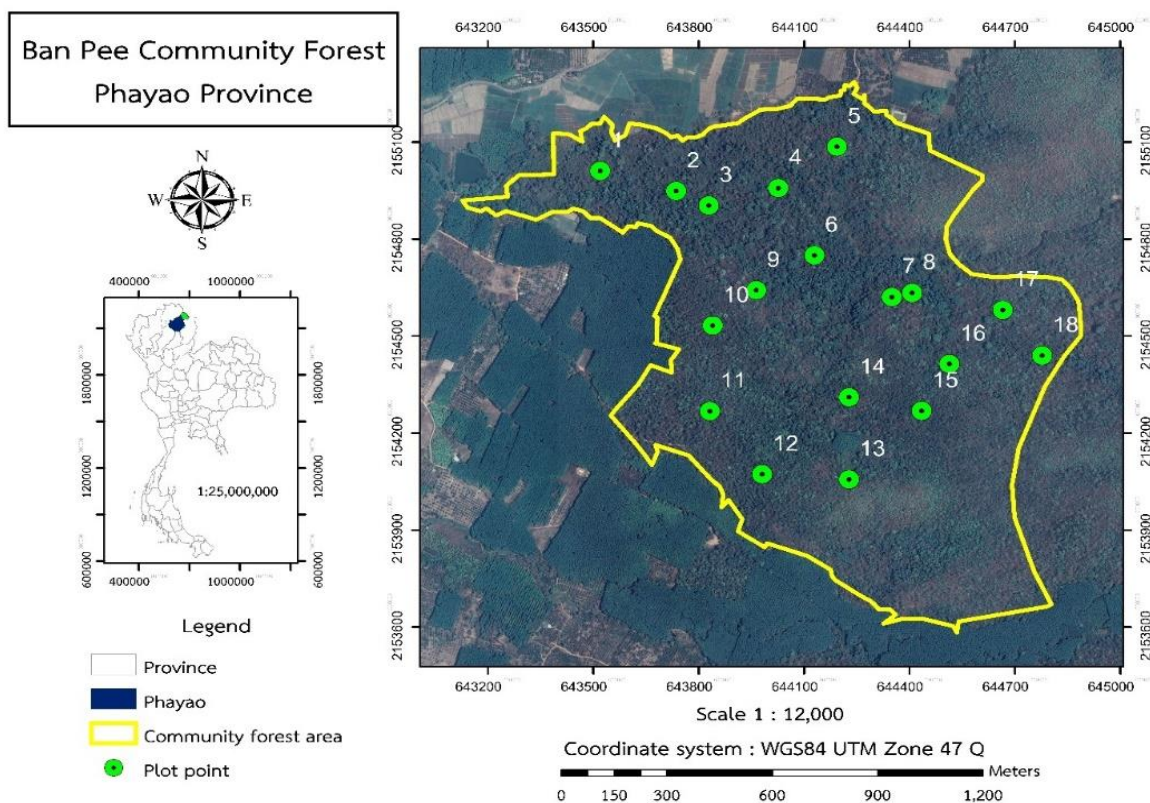 Ban Pee Community Forest
Phayao Province
N
W E
S
400000 1000000
1800000 1800000
1200000 1200000
600000 600000
1:25,000,000
400000 1000000
Legend
Province
Phayao
Community forest area
Plot point
643200 643500 643800 644100 644400 644700 645000
2155100 2155100
2154800 2154800
2154500 2154500
2154200 2154200
2153900 2153900
2153600 2153600
1
2
3
4
5
6
7
8
9
10
11
12
13
14
15
16
17
18
643200 643500 643800 644100 644400 644700 645000
Scale 1 : 12,000
Coordinate system : WGS84 UTM Zone 47 Q
Meters
0 150 300 600 900 1,200